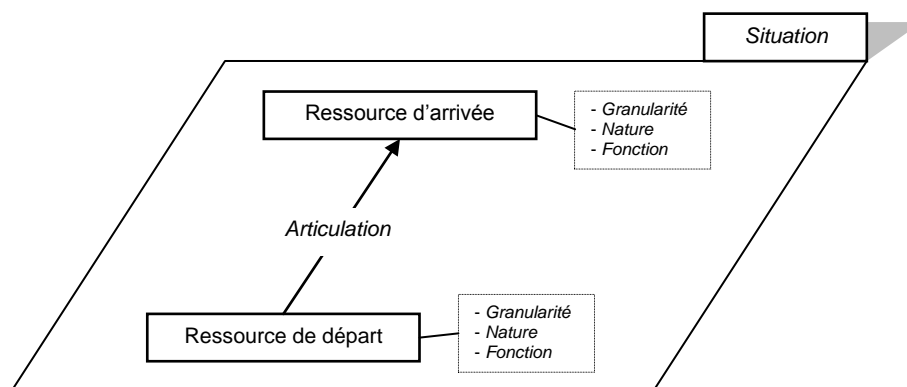 Situation
Ressource d'arrivée
- Granularité
- Nature
- Fonction
Articulation
Ressource de départ
- Granularité
- Nature
- Fonction